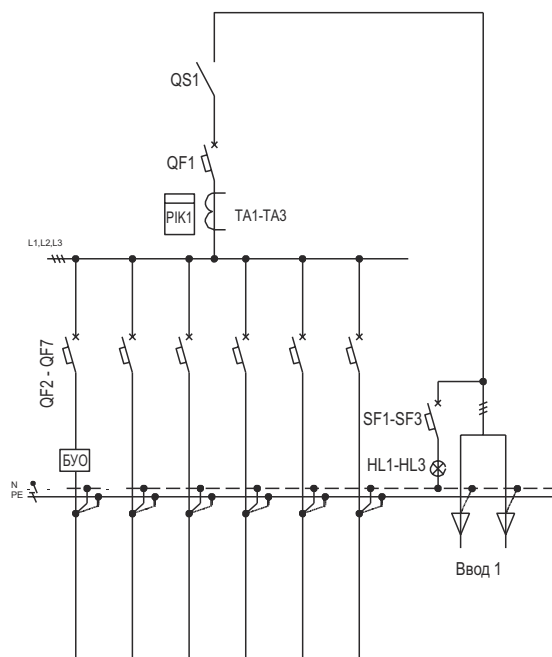 QS1
QF1
PIK1
TA1-TA3
L1,L2,L3
QF2 - QF7
SF1-SF3
БУО
HL1-HL3
N
PE
Ввод 1